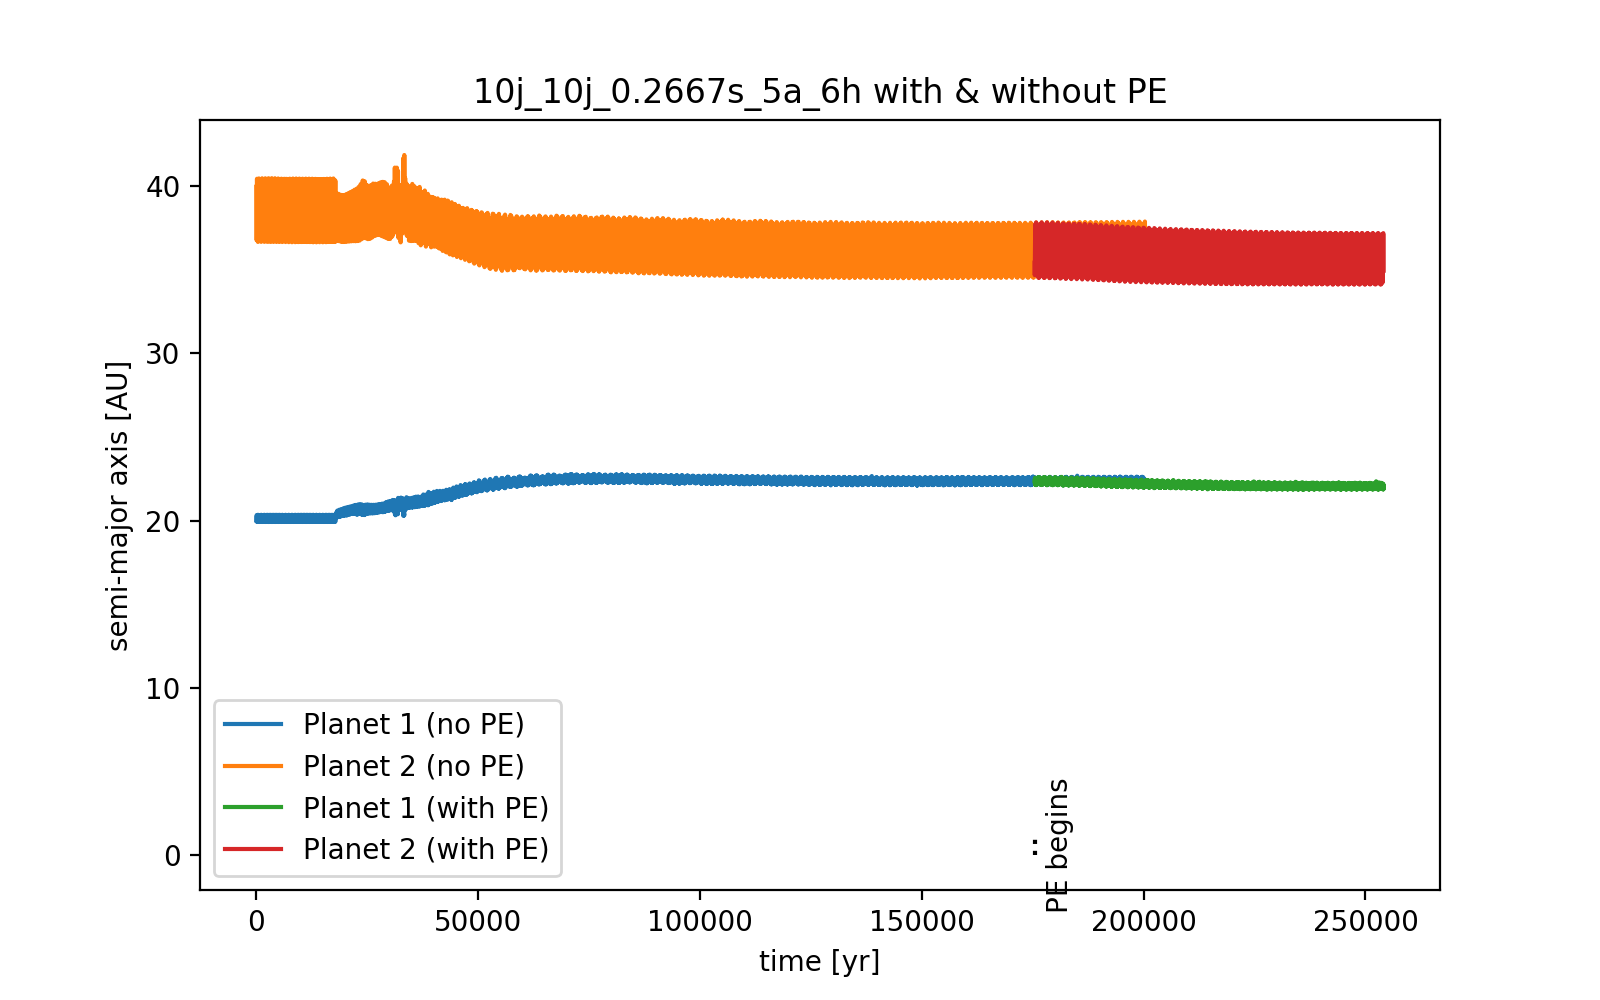 10j_10j_0.2667s_5a_6h with & without PE
semi-major axis [AU]
40
30
20
10
0
Planet 1 (no PE)
Planet 2 (no PE)
Planet 1 (with PE)
Planet 2 (with PE)
PE begins
0
50000
100000
150000
200000
250000
time [yr]